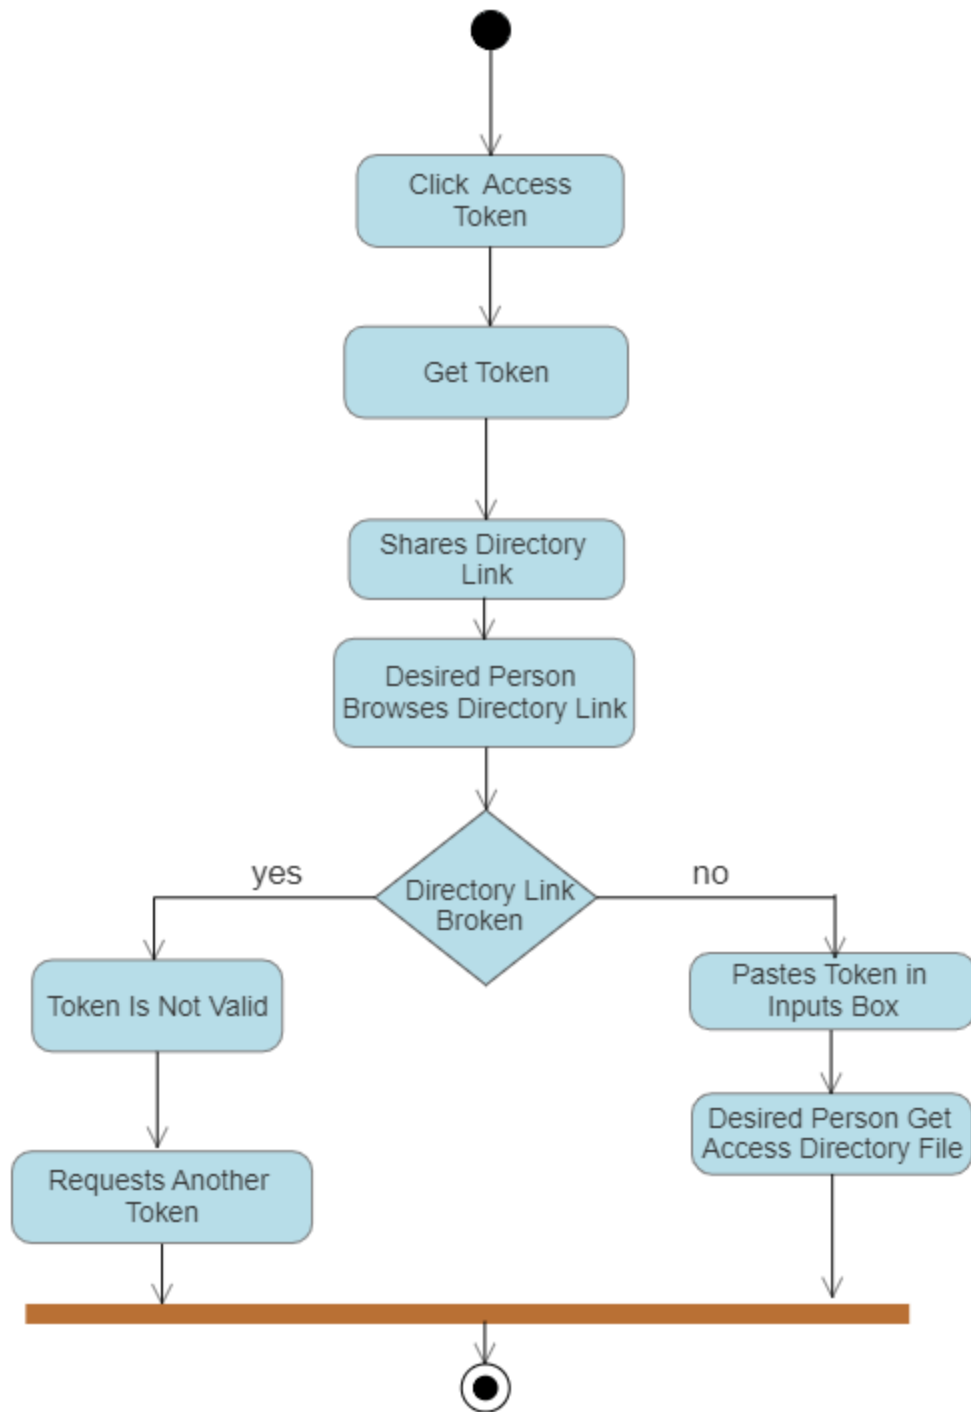 Click Access
Token
Get Token
Shares Directory
Link
Desired Person
Browses Directory Link
yes
no
Directory Link
Broken
Token Is Not Valid
Pastes Token in
Inputs Box
Desired Person Get
Access Directory File
Requests Another
Token